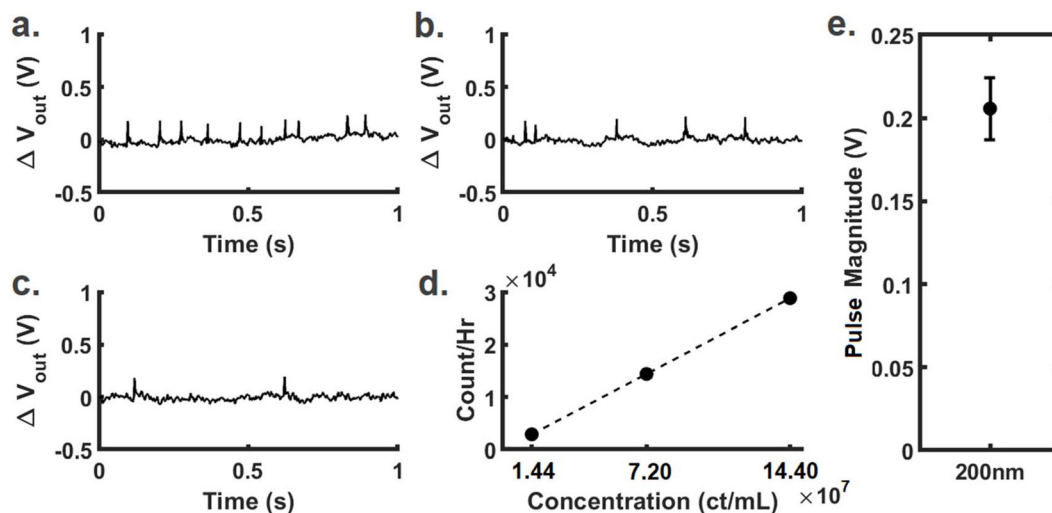 a.
Δ V_out (V)
1
0.5
0
-0.5
0 0.5 1
Time (s)
b.
Δ V_out (V)
1
0.5
0
-0.5
0 0.5 1
Time (s)
c.
Δ V_out (V)
1
0.5
0
-0.5
0 0.5 1
Time (s)
d.
×10^4
Count/Hr
3
2
1
0
1.44 7.20 14.40
Concentration (ct/mL) ×10^7
e.
Pulse Magnitude (V)
0.25
0.2
0.15
0.1
0.05
0
200nm